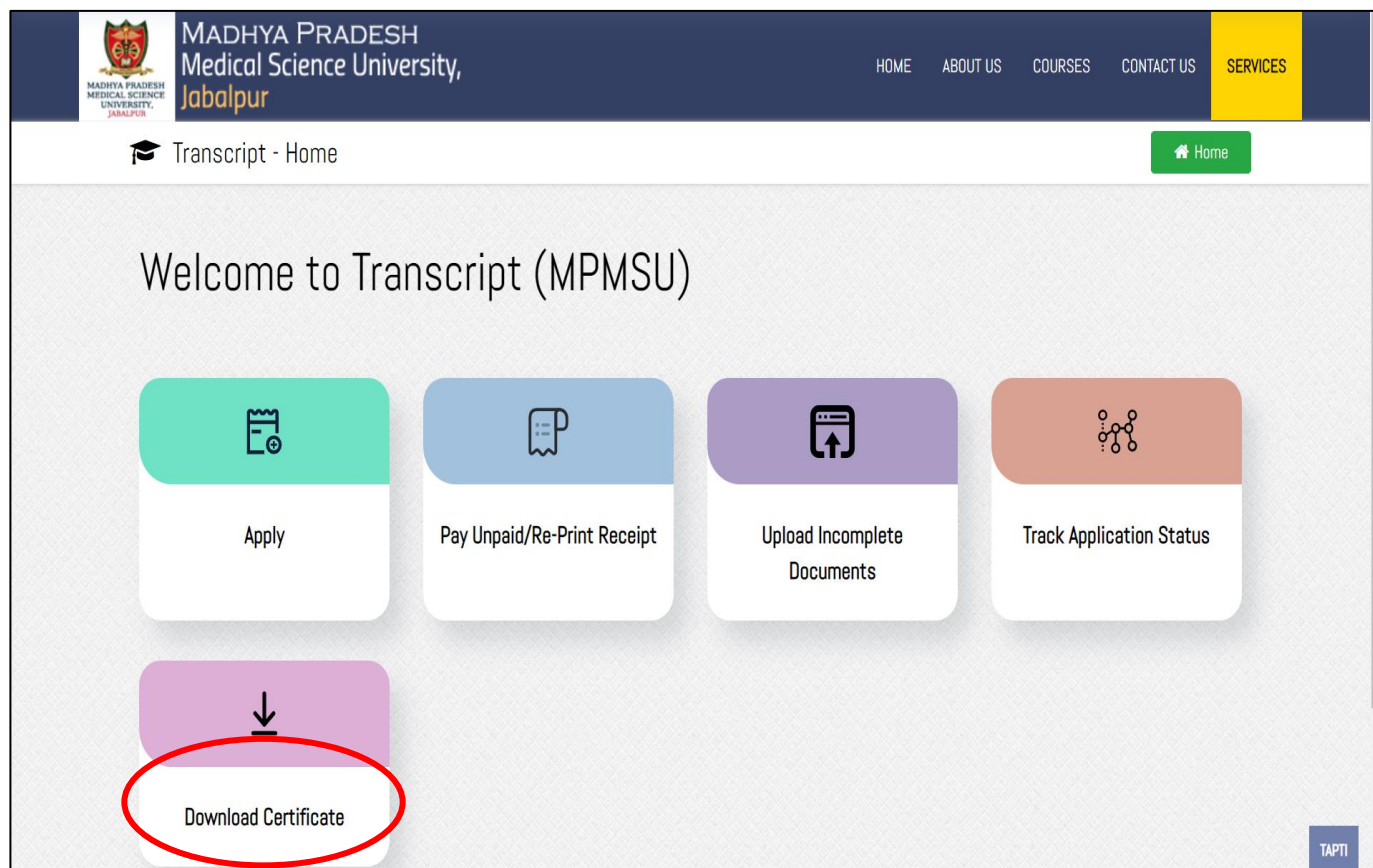 MADHYA PRADESH
MEDICAL SCIENCE
UNIVERSITY,
JABALPUR
MADHYA PRADESH
Medical Science University,
Jabalpur
HOME ABOUT US COURSES CONTACT US SERVICES
Transcript - Home
Home
Welcome to Transcript (MPMSU)
Apply
Pay Unpaid/Re-Print Receipt
Upload Incomplete
Documents
Track Application Status
Download Certificate
TAPTI